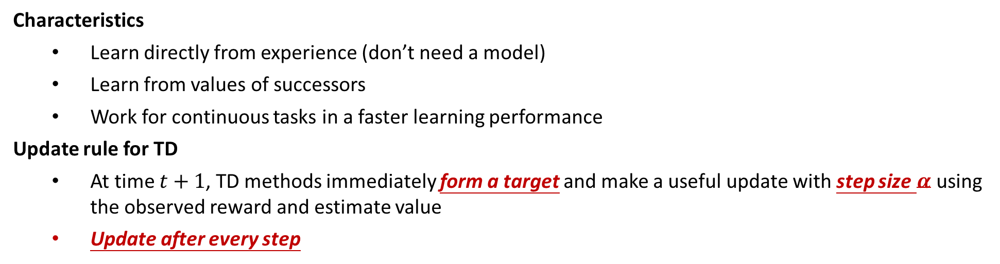 Characteristics
• Learn directly from experience (don’t need a model)
• Learn from values of successors
• Work for continuous tasks in a faster learning performance
Update rule for TD
• At time t + 1, TD methods immediately form a target and make a useful update with step size α using
the observed reward and estimate value
• Update after every step